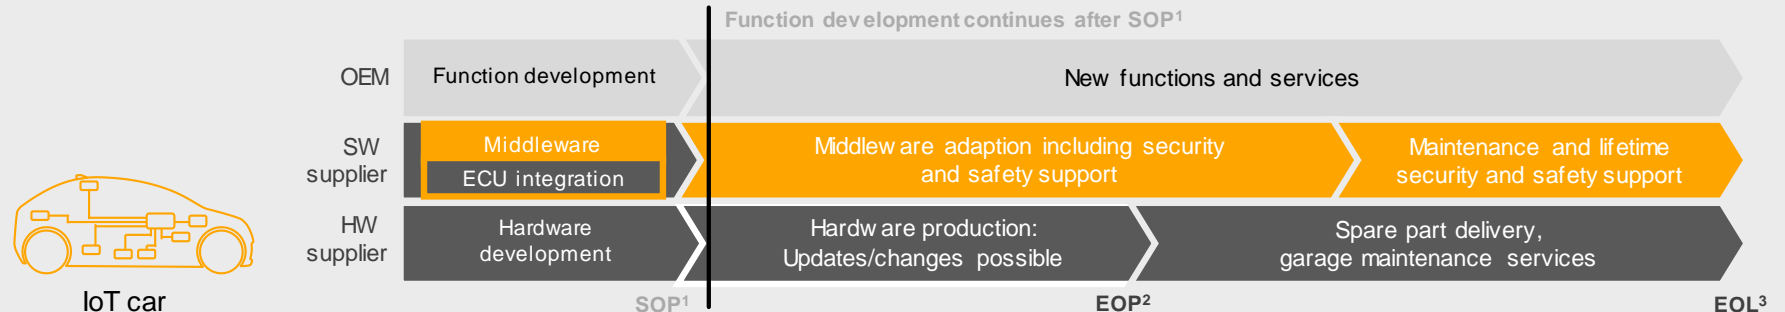 Function development continues after SOP¹
OEM
Function development
New functions and services
SW
supplier
Middleware
ECU integration
Middleware adaption including security
and safety support
Maintenance and lifetime
security and safety support
HW
supplier
Hardware
development
Hardware production:
Updates/changes possible
Spare part delivery,
garage maintenance services
IoT car
SOP¹
EOP²
EOL³